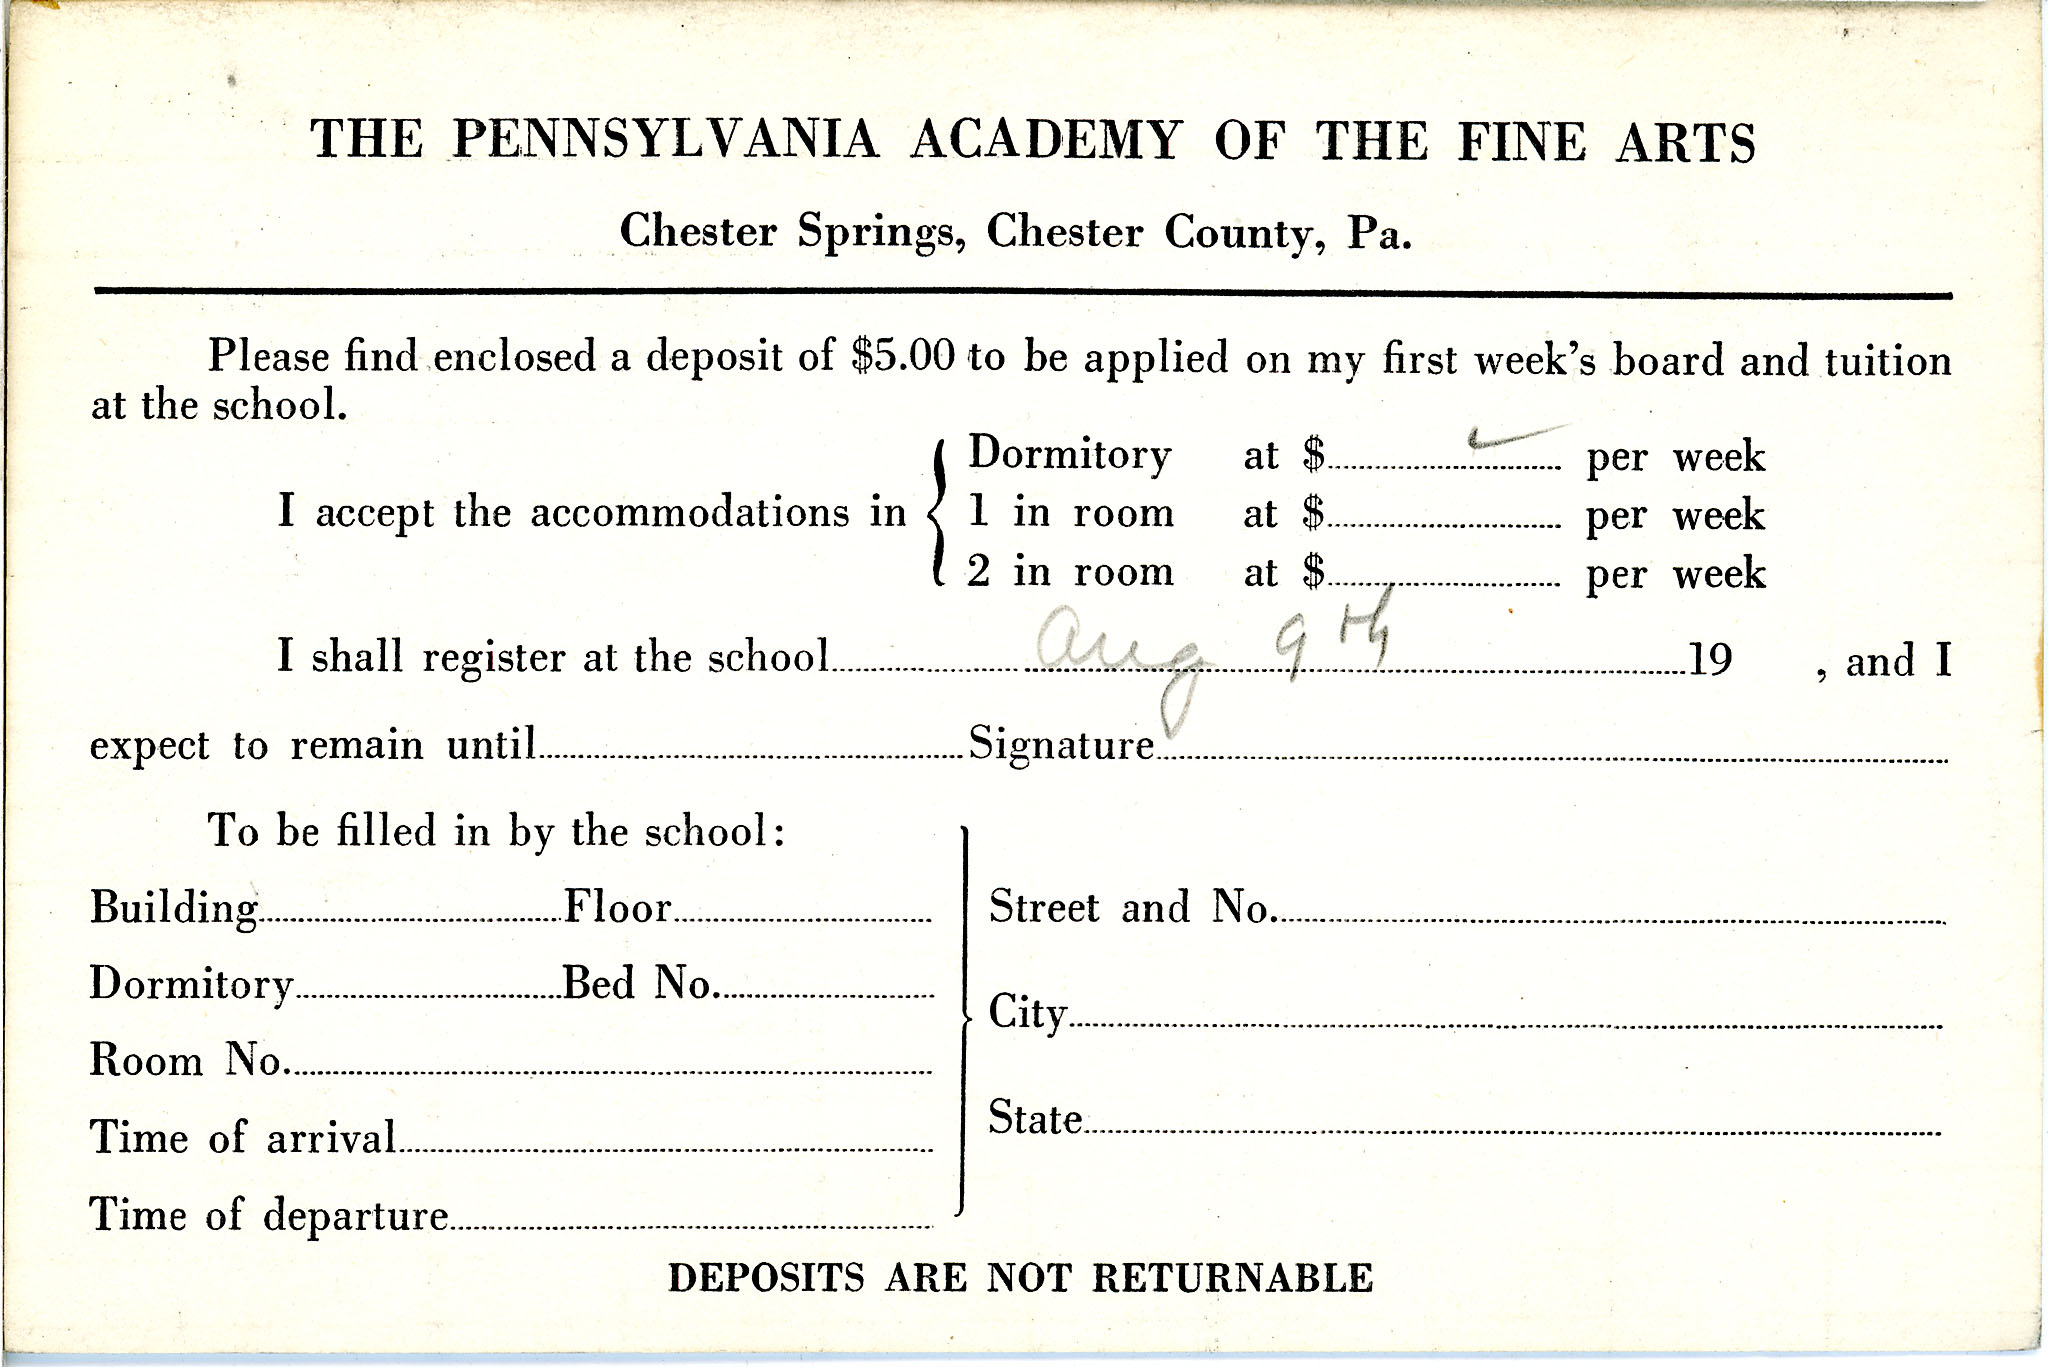 THE PENNSYLVANIA ACADEMY OF THE FINE ARTS
Chester Springs, Chester County, Pa.
Please find enclosed a deposit of $5.00 to be applied on my first week's board and tuition
at the school.
I accept the accommodations in
Dormitory at $ ✓ per week
1 in room at $ per week
2 in room at $ per week
I shall register at the school Aug 9th 19 , and I
expect to remain until Signature
To be filled in by the school:
Building Floor
Dormitory Bed No.
Room No.
Time of arrival
Time of departure
Street and No.
City
State
DEPOSITS ARE NOT RETURNABLE